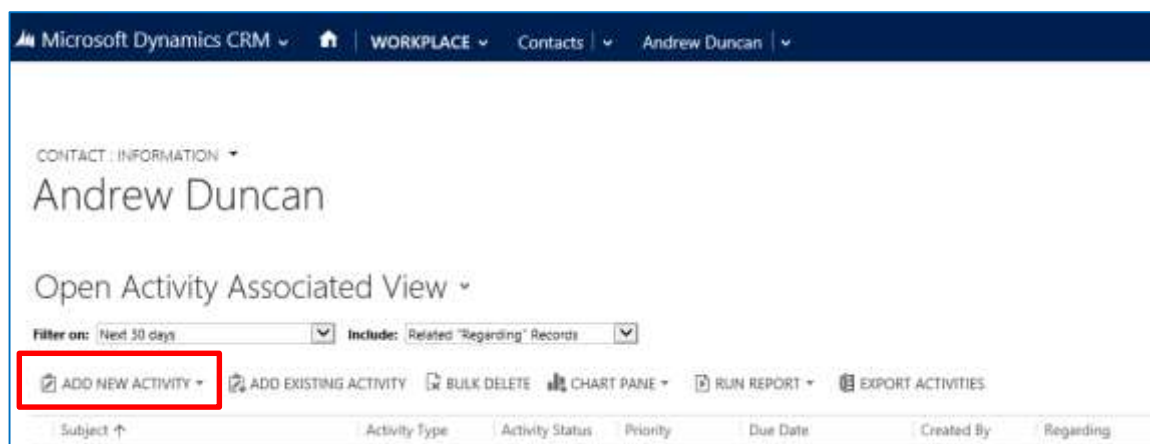 Microsoft Dynamics CRM WORKPLACE Contacts Andrew Duncan
CONTACT : INFORMATION
Andrew Duncan
Open Activity Associated View
Filter on: Next 30 days Include: Related "Regarding" Records
ADD NEW ACTIVITY ADD EXISTING ACTIVITY BULK DELETE CHART PANE RUN REPORT EXPORT ACTIVITIES
Subject ↑ Activity Type Activity Status Priority Due Date Created By Regarding